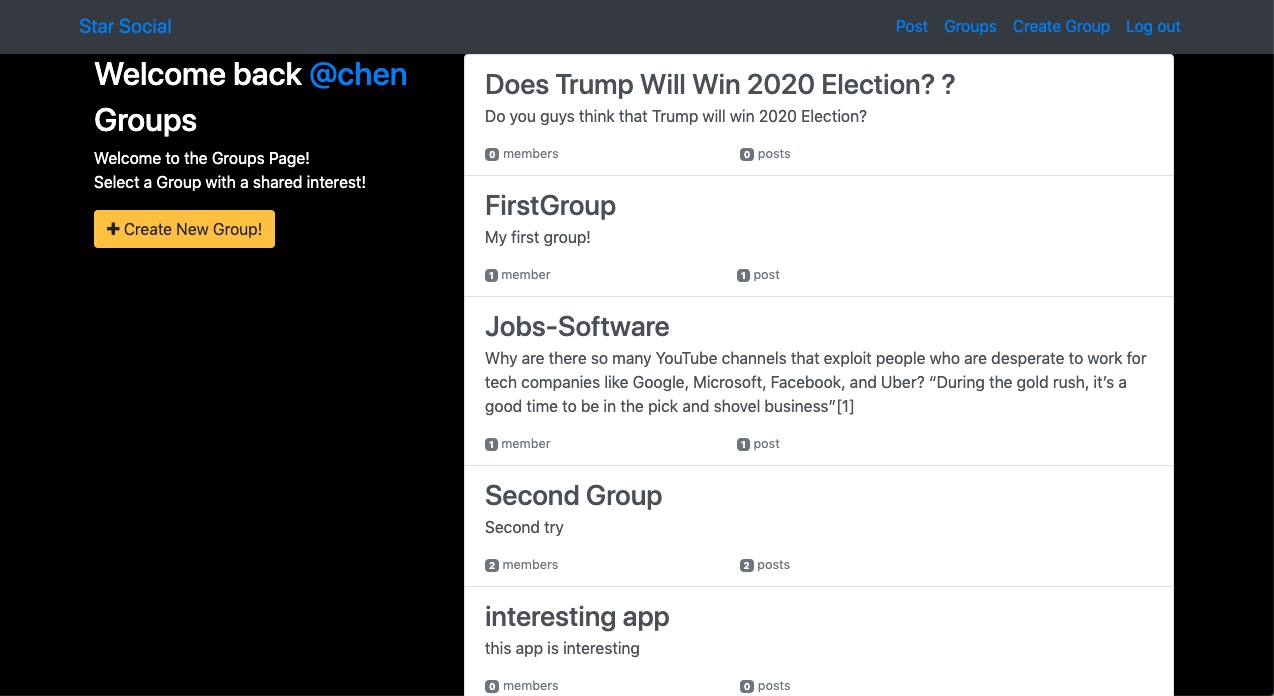 Star Social
Post Groups Create Group Log out
Welcome back @chen
Groups
Welcome to the Groups Page!
Select a Group with a shared interest!
Create New Group!
Does Trump Will Win 2020 Election? ?
Do you guys think that Trump will win 2020 Election?
0 members 0 posts
FirstGroup
My first group!
1 member 1 post
Jobs-Software
Why are there so many YouTube channels that exploit people who are desperate to work for
tech companies like Google, Microsoft, Facebook, and Uber? “During the gold rush, it’s a
good time to be in the pick and shovel business”[1]
1 member 1 post
Second Group
Second try
2 members 2 posts
interesting app
this app is interesting
0 members 0 posts